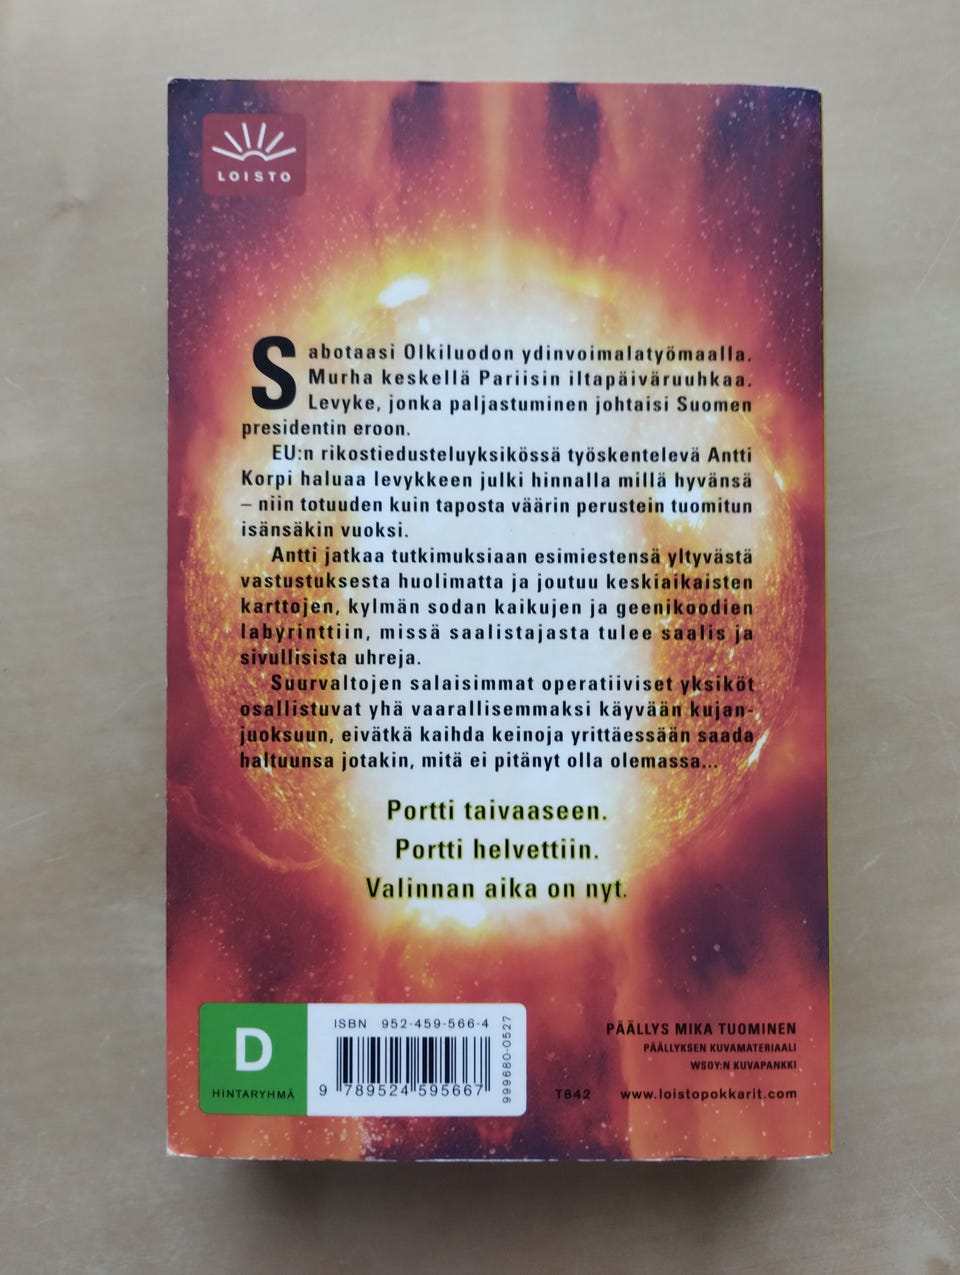 LOISTO
Sabotaasi Olkiluodon ydinvoimalatyömaalla.
Murha keskellä Pariisin iltapäiväruuhkaa.
Levyke, jonka paljastuminen johtaisi Suomen
presidentin eroon.
EU:n rikostiedusteluyksikössä työskentelevä Antti
Korpi haluaa levykkeen julki hinnalla millä hyvänsä
– niin totuuden kuin taposta väärin perustein tuomitun
isänsäkin vuoksi.
Antti jatkaa tutkimuksiaan esimiestensä yltyvästä
vastustuksesta huolimatta ja joutuu keskiaikaisten
karttojen, kylmän sodan kaikujen ja geenikoodien
labyrinttiin, missä saalistajasta tulee saalis ja
sivullisista uhreja.
Suurvaltojen salaisimmat operatiiviset yksiköt
osallistuvat yhä vaarallisemmaksi käyvään kujan-
juoksuun, eivätkä kaihda keinoja yrittäessään saada
haltuunsa jotakin, mitä ei pitänyt olla olemassa...
Portti taivaaseen.
Portti helvettiin.
Valinnan aika on nyt.
D
HINTARYHMÄ
ISBN 952-459-566-4
9 789524 595667
999680-0527
PÄÄLLYS MIKA TUOMINEN
PÄÄLLYKSEN KUVAMATERIAALI
WSOY:N KUVAPANKKI
T842 www.loistopokkarit.com